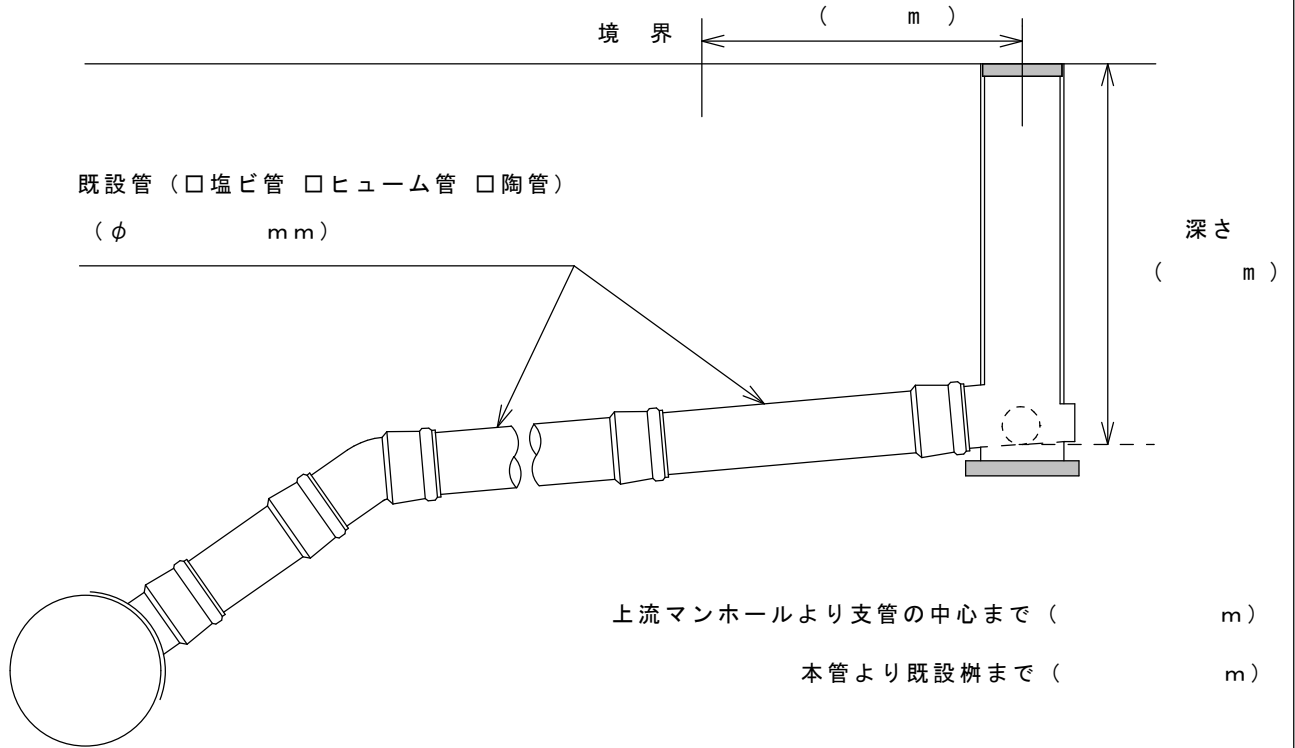 (　　　m )
境　界
既設管（□塩ビ管　□ヒューム管　□陶管）
（φ　　　　　ｍｍ）
深さ
(　　　m )
上流マンホールより支管の中心まで（　　　　　　ｍ）
本管より既設桝まで（　　　　　　ｍ）